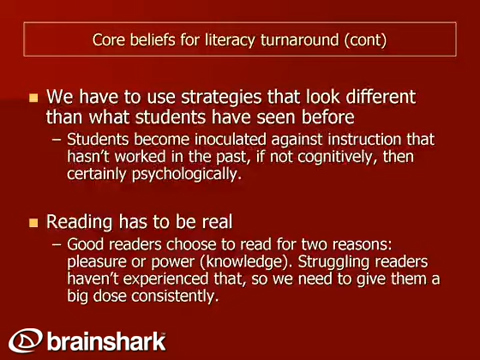 Core beliefs for literacy turnaround (cont)
■ We have to use strategies that look different
than what students have seen before
– Students become inoculated against instruction that
hasn't worked in the past, if not cognitively, then
certainly psychologically.
■ Reading has to be real
– Good readers choose to read for two reasons:
pleasure or power (knowledge). Struggling readers
haven't experienced that, so we need to give them a
big dose consistently.
brainshark